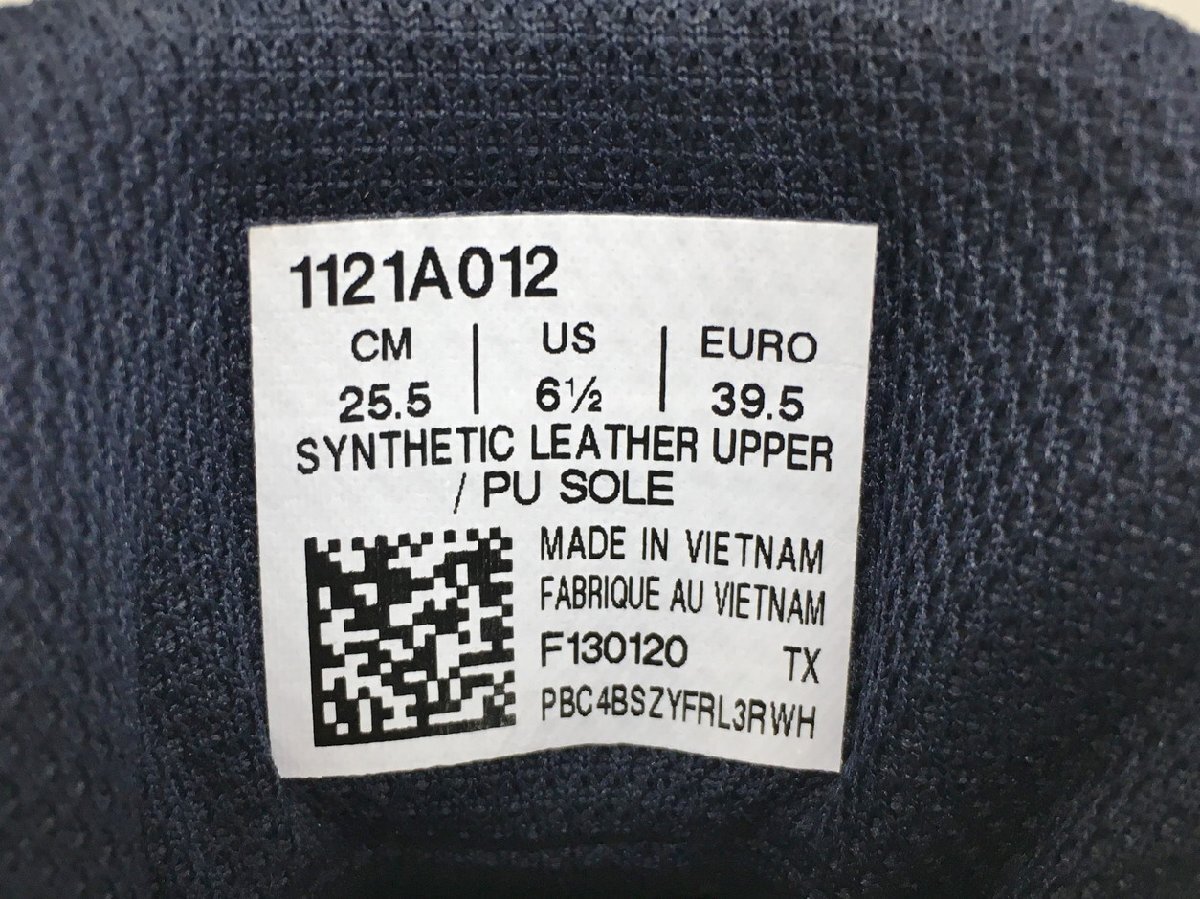 1121A012
CM | US | EURO
25.5 | 6½ | 39.5
SYNTHETIC LEATHER UPPER
/ PU SOLE
MADE IN VIETNAM
FABRIQUE AU VIETNAM
F130120 TX
PBC4BSZYFRL3RWH